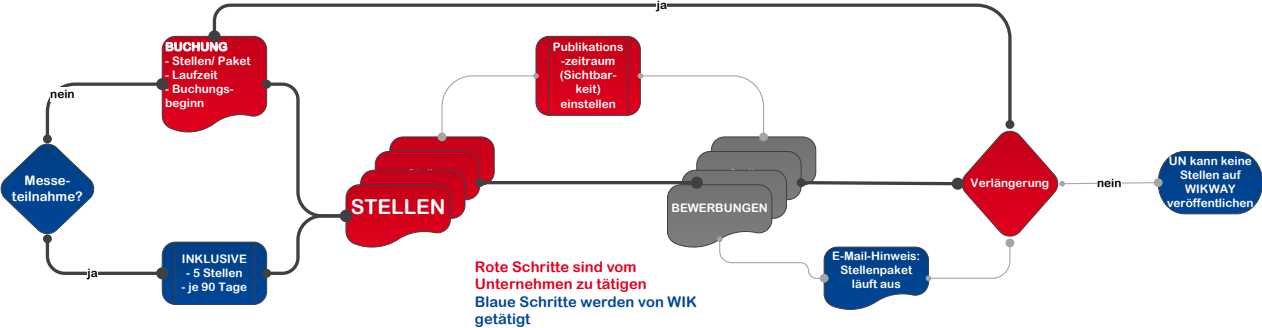 ja
BUCHUNG
- Stellen/ Paket
- Laufzeit
- Buchungs-
beginn
nein
Messe-
teilnahme?
ja
INKLUSIVE
- 5 Stellen
- je 90 Tage
STELLEN
Publikations
-zeitraum
(Sichtbar-
keit)
einstellen
BEWERBUNGEN
Rote Schritte sind vom
Unternehmen zu tätigen
Blaue Schritte werden von WIK
getätigt
E-Mail-Hinweis:
Stellenpaket
läuft aus
Verlängerung
nein
UN kann keine
Stellen auf
WIKWAY
veröffentlichen